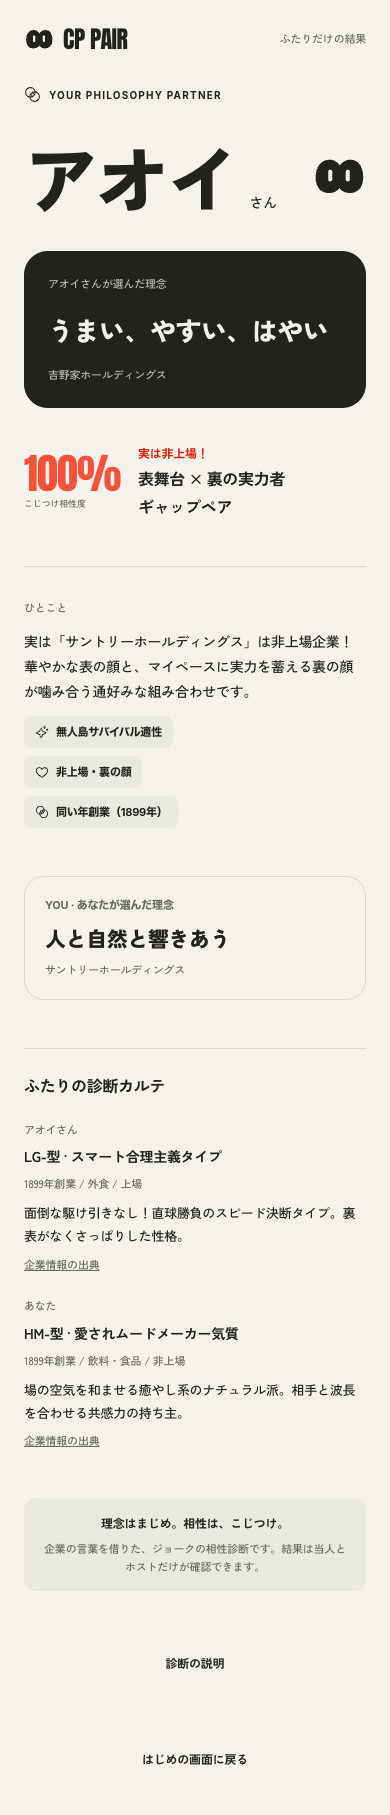 CP PAIR
ふたりだけの結果
YOUR PHILOSOPHY PARTNER
アオイ さん
アオイさんが選んだ理念
うまい、やすい、はやい
吉野家ホールディングス
100%
こじつけ相性度
実は非上場！
表舞台 × 裏の実力者
ギャップペア
ひとこと
実は「サントリーホールディングス」は非上場企業！
華やかな表の顔と、マイペースに実力を蓄える裏の顔
が噛み合う通好みな組み合わせです。
無人島サバイバル適性
非上場・裏の顔
同い年創業（1899年）
YOU · あなたが選んだ理念
人と自然と響きあう
サントリーホールディングス
ふたりの診断カルテ
アオイさん
LG-型 · スマート合理主義タイプ
1899年創業 / 外食 / 上場
面倒な駆け引きなし！直球勝負のスピード決断タイプ。裏
表がなくさっぱりした性格。
企業情報の出典
あなた
HM-型 · 愛されムードメーカー気質
1899年創業 / 飲料・食品 / 非上場
場の空気を和ませる癒やし系のナチュラル派。相手と波長
を合わせる共感力の持ち主。
企業情報の出典
理念はまじめ。相性は、こじつけ。
企業の言葉を借りた、ジョークの相性診断です。結果は当人と
ホストだけが確認できます。
診断の説明
はじめの画面に戻る